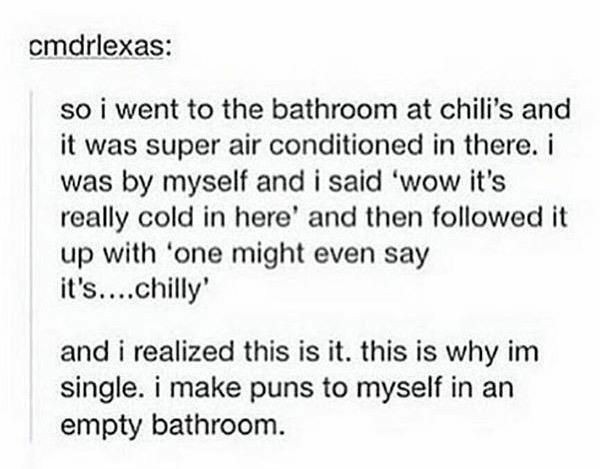 cmdrlexas:
so i went to the bathroom at chili's and
it was super air conditioned in there. i
was by myself and i said 'wow it's
really cold in here' and then followed it
up with 'one might even say
it's....chilly'
and i realized this is it. this is why im
single. i make puns to myself in an
empty bathroom.